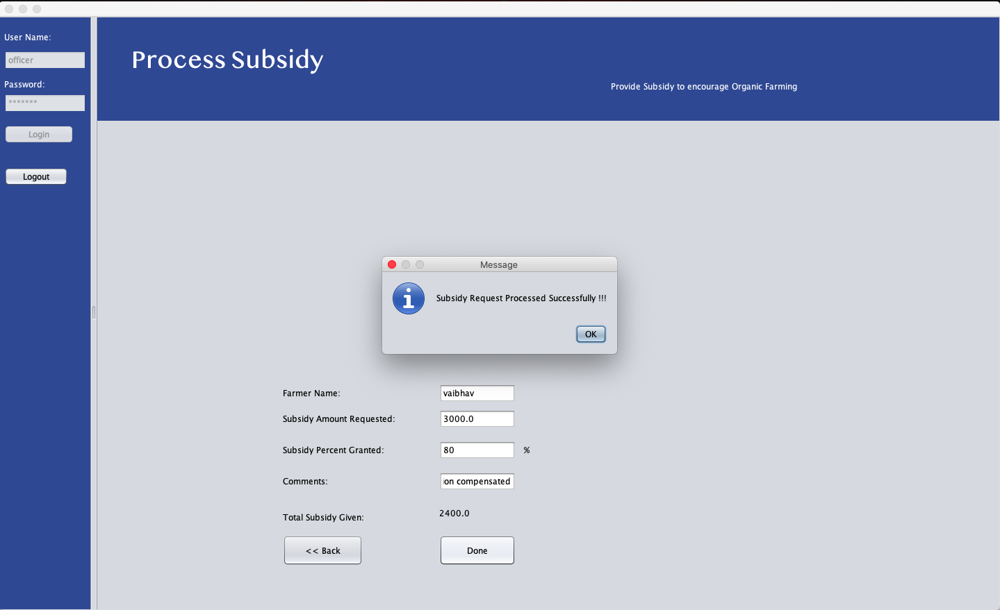 User Name:
officer
Password:
*******
Login
Logout
Process Subsidy
Provide Subsidy to encourage Organic Farming
Message
Subsidy Request Processed Successfully !!!
OK
Farmer Name:
vaibhav
Subsidy Amount Requested:
3000.0
Subsidy Percent Granted:
80 %
Comments:
on compensated
Total Subsidy Given:
2400.0
<< Back
Done